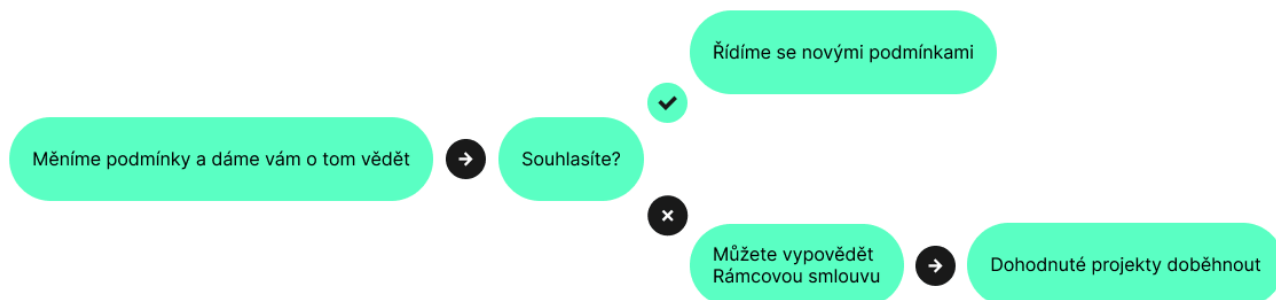 Řídíme se novými podmínkami
Měníme podmínky a dáme vám o tom vědět
Souhlasíte?
Můžete vypovědět
Rámcovou smlouvu
Dohodnuté projekty doběhnout